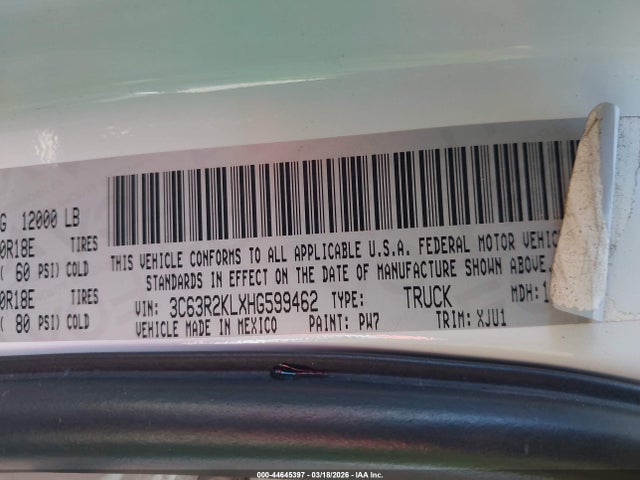 G 12000 LB
0R18E TIRES
( 60 PSI) COLD
0R18E TIRES
( 80 PSI) COLD
THIS VEHICLE CONFORMS TO ALL APPLICABLE U.S.A. FEDERAL MOTOR VEHIC
STANDARDS IN EFFECT ON THE DATE OF MANUFACTURE SHOWN ABOVE.
VIN: 3C63R2KLXHG599462 TYPE: TRUCK MDH: 1
VEHICLE MADE IN MEXICO PAINT: PW7 TRIM: XJU1
000-44645397 - 03/18/2026 - IAA Inc.